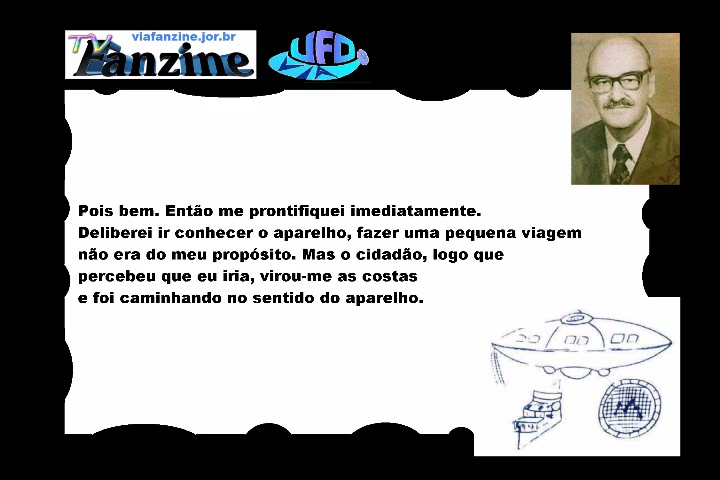 viafanzine.jor.br
TV Fanzine
UFO
VIA
Pois bem. Então me prontifiquei imediatamente.
Deliberei ir conhecer o aparelho, fazer uma pequena viagem
não era do meu propósito. Mas o cidadão, logo que
percebeu que eu iria, virou-me as costas
e foi caminhando no sentido do aparelho.